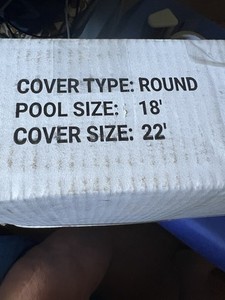 COVER TYPE: ROUND
POOL SIZE: 18'
COVER SIZE: 22'